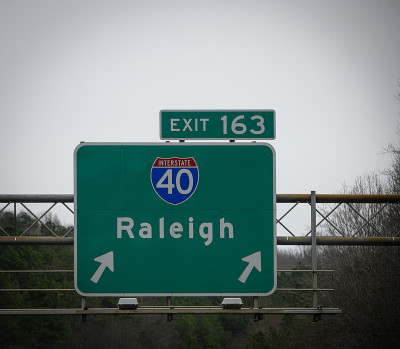 EXIT 163
INTERSTATE
40
Raleigh